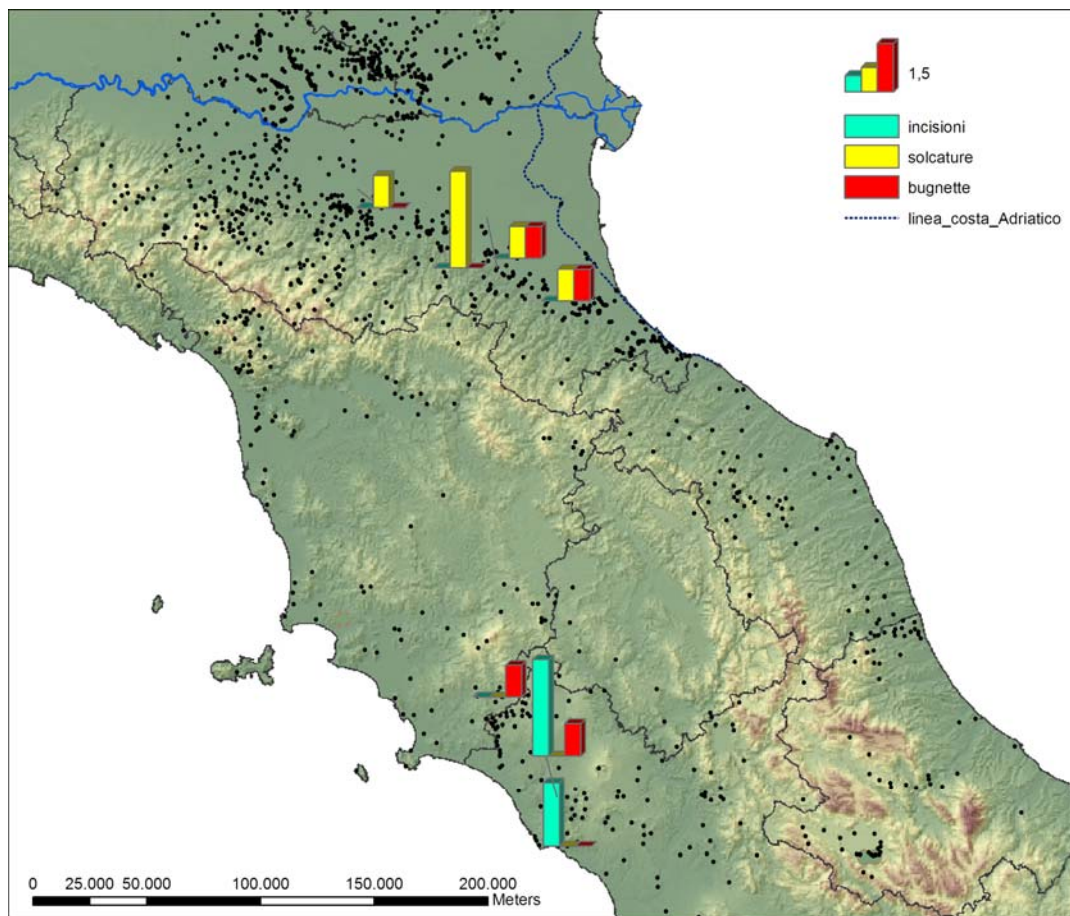 1,5
incisioni
solcature
bugnette
linea_costa_Adriatico
0 25.000 50.000 100.000 150.000 200.000
Meters